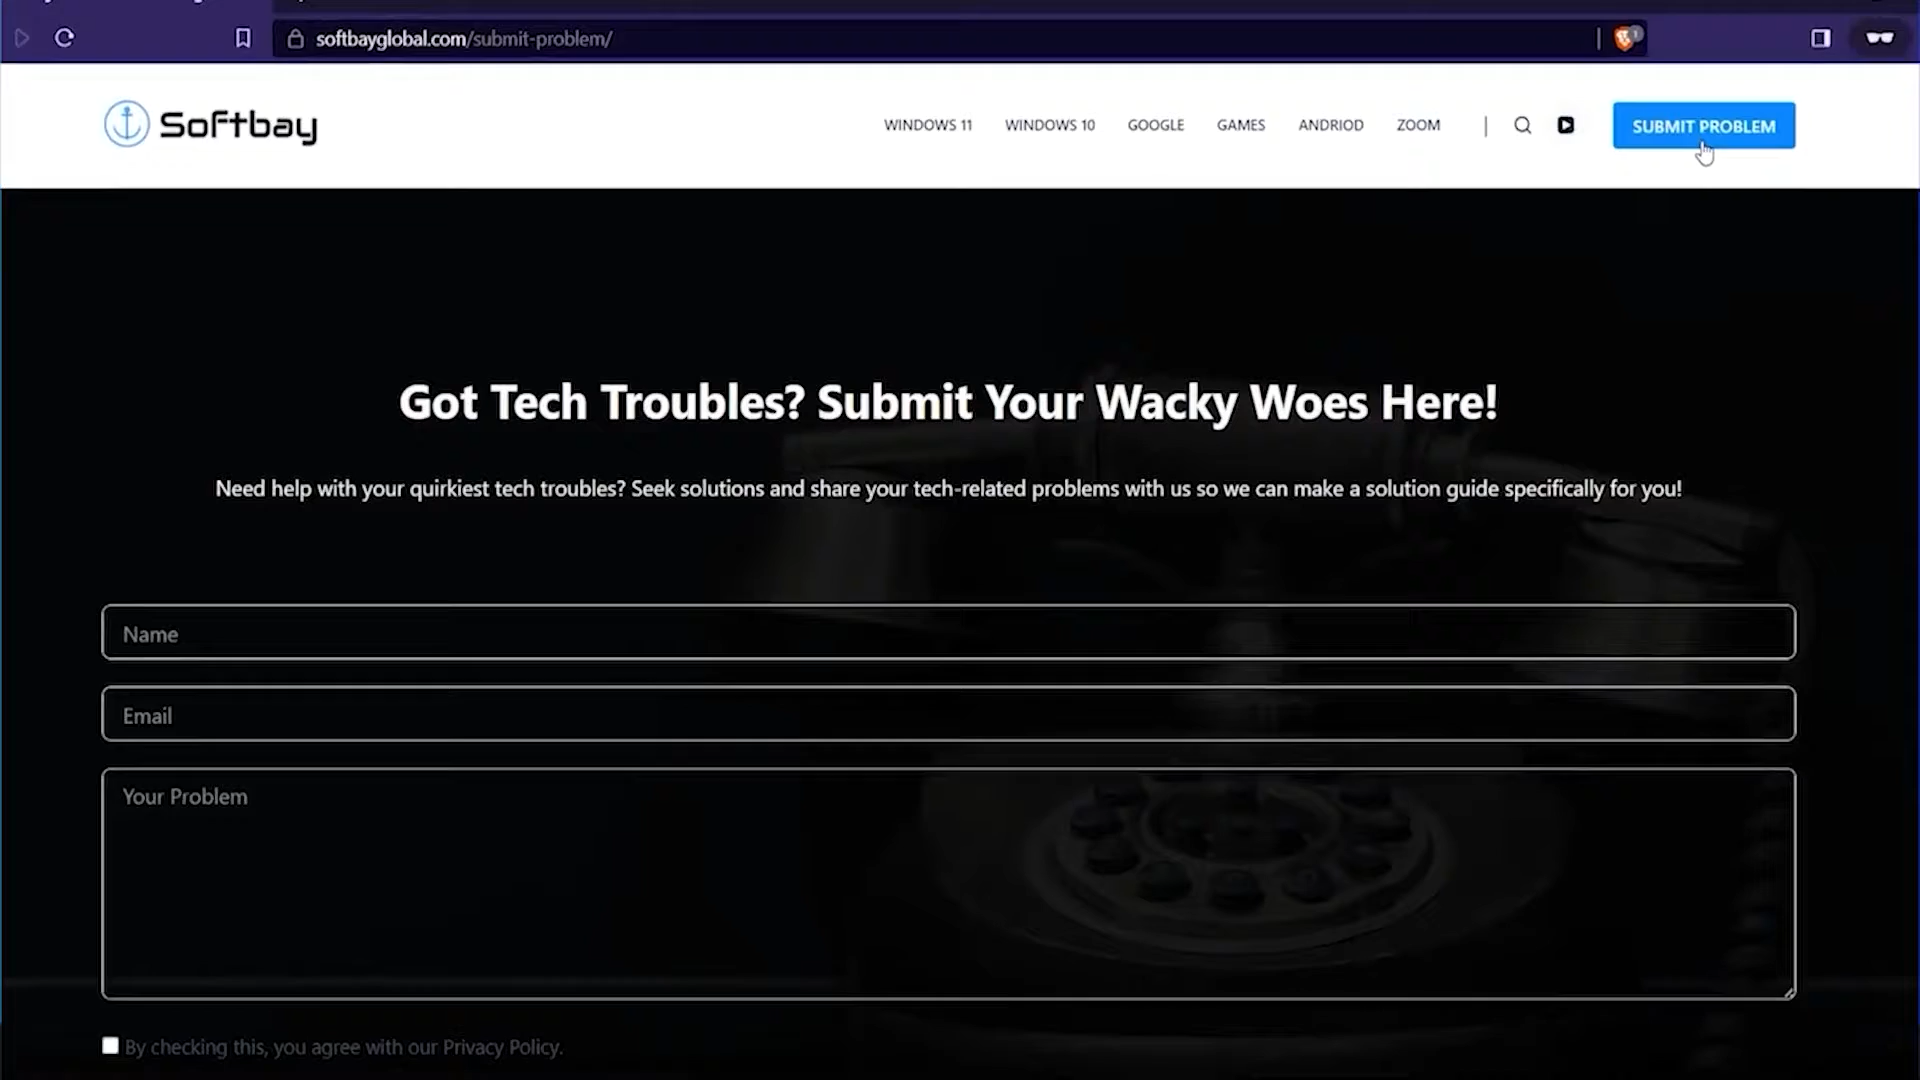 softbayglobal.com/submit-problem/
1
Softbay
WINDOWS 11
WINDOWS 10
GOOGLE
GAMES
ANDRIOD
ZOOM
SUBMIT PROBLEM
Got Tech Troubles? Submit Your Wacky Woes Here!
Need help with your quirkiest tech troubles? Seek solutions and share your tech-related problems with us so we can make a solution guide specifically for you!
Name
Email
Your Problem
By checking this, you agree with our Privacy Policy.